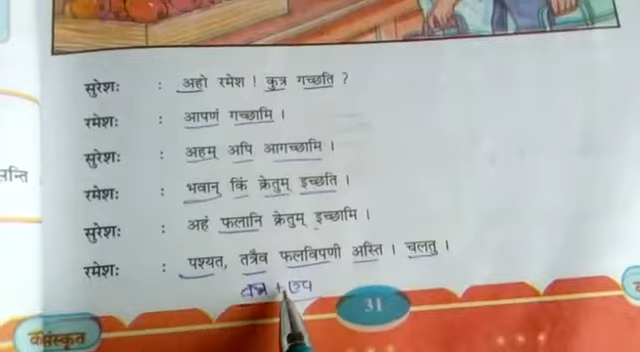 सुरेशः : अहो रमेश ! कुत्र गच्छति ?
रमेशः : आपणं गच्छामि ।
सुरेशः : अहम् अपि आगच्छामि ।
रमेशः : भवान् किं क्रेतुम् इच्छति ।
सुरेशः : अहं फलानि क्रेतुम् इच्छामि ।
रमेशः : पश्यत, तत्रैव फलविपणी अस्ति । चलतु ।
तत्र + एव
31